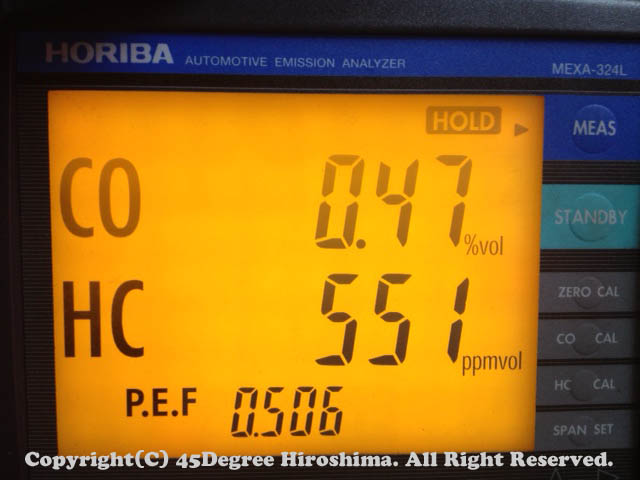 HORIBA AUTOMOTIVE EMISSION ANALYZER
MEXA-324L
HOLD
MEAS
CO 0.47 %vol
STANDBY
HC 551 ppmvol
ZERO CAL
CO CAL
HC CAL
P.E.F 0.506
SPAN SET
Copyright(C) 45Degree Hiroshima. All Right Reserved.